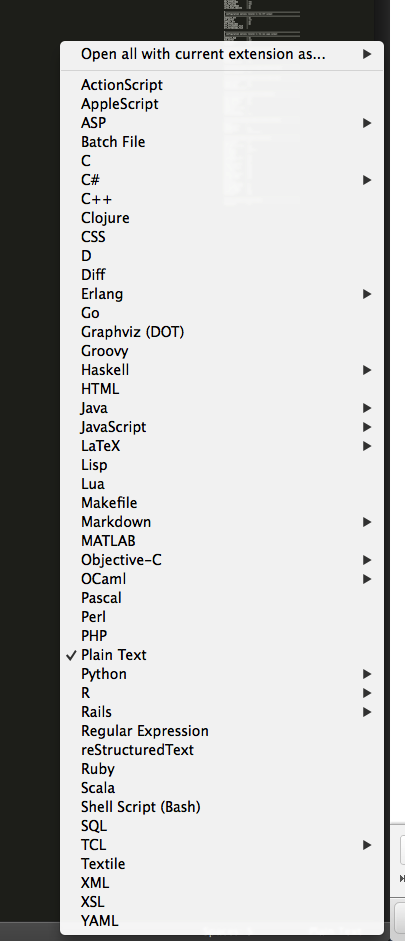 Open all with current extension as...
ActionScript
AppleScript
ASP
Batch File
C
C#
C++
Clojure
CSS
D
Diff
Erlang
Go
Graphviz (DOT)
Groovy
Haskell
HTML
Java
JavaScript
LaTeX
Lisp
Lua
Makefile
Markdown
MATLAB
Objective-C
OCaml
Pascal
Perl
PHP
Plain Text
Python
R
Rails
Regular Expression
reStructuredText
Ruby
Scala
Shell Script (Bash)
SQL
TCL
Textile
XML
XSL
YAML